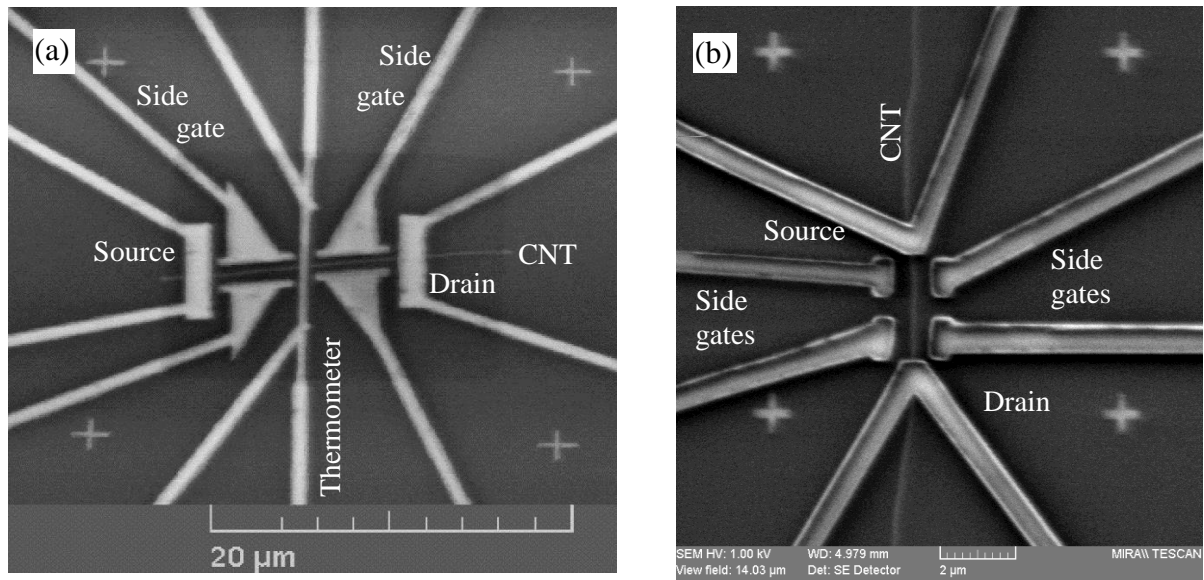 (a)
Side
gate
Side
gate
Source
CNT
Drain
Thermometer
20 µm
(b)
CNT
Source
Side
gates
Side
gates
Drain
SEM HV: 1.00 kV
WD: 4.979 mm
MIRA\\ TESCAN
View field: 14.03 µm
Det: SE Detector
2 µm